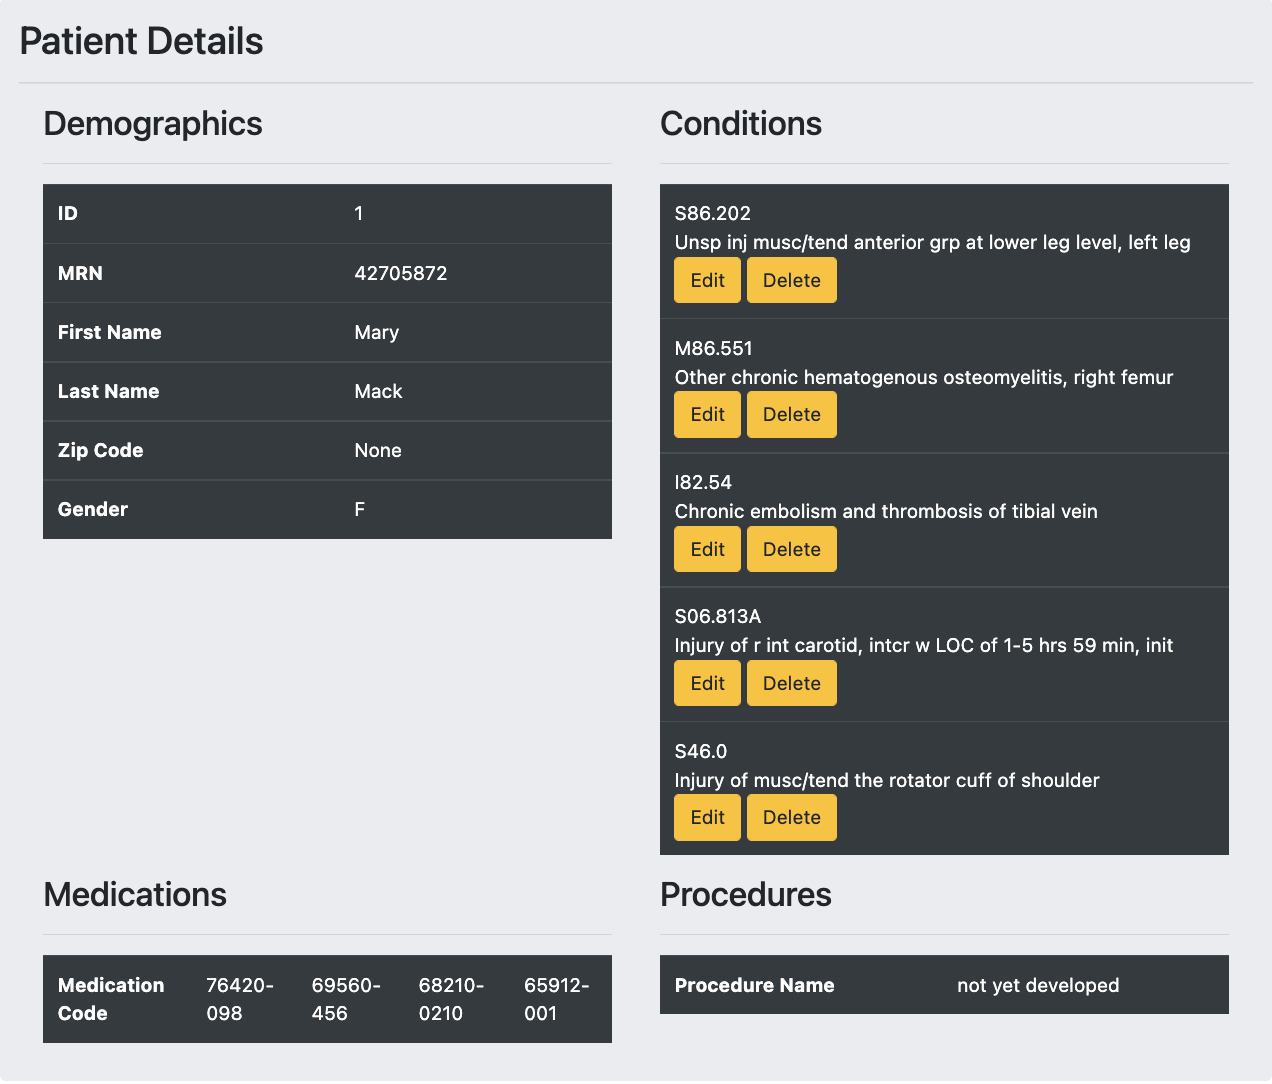 Patient Details
Demographics
ID 1
MRN 42705872
First Name Mary
Last Name Mack
Zip Code None
Gender F
Conditions
S86.202
Unsp inj musc/tend anterior grp at lower leg level, left leg
Edit Delete
M86.551
Other chronic hematogenous osteomyelitis, right femur
Edit Delete
I82.54
Chronic embolism and thrombosis of tibial vein
Edit Delete
S06.813A
Injury of r int carotid, intcr w LOC of 1-5 hrs 59 min, init
Edit Delete
S46.0
Injury of musc/tend the rotator cuff of shoulder
Edit Delete
Medications
Medication 76420- 69560- 68210- 65912-
Code 098 456 0210 001
Procedures
Procedure Name not yet developed